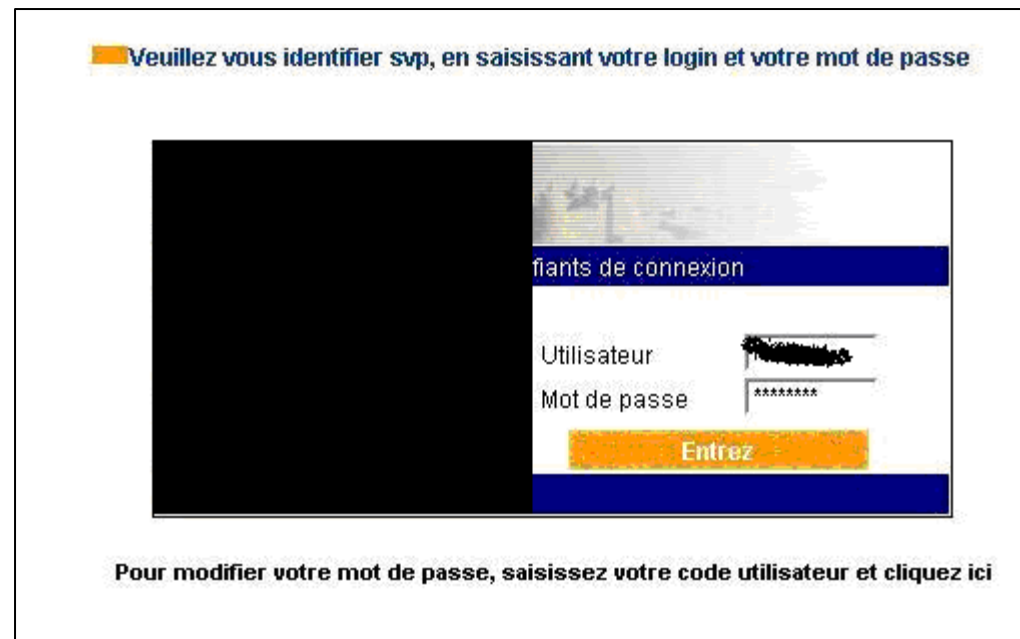 Veuillez vous identifier svp, en saisissant votre login et votre mot de passe
fiants de connexion
Utilisateur
Mot de passe ********
Entrez
Pour modifier votre mot de passe, saisissez votre code utilisateur et cliquez ici